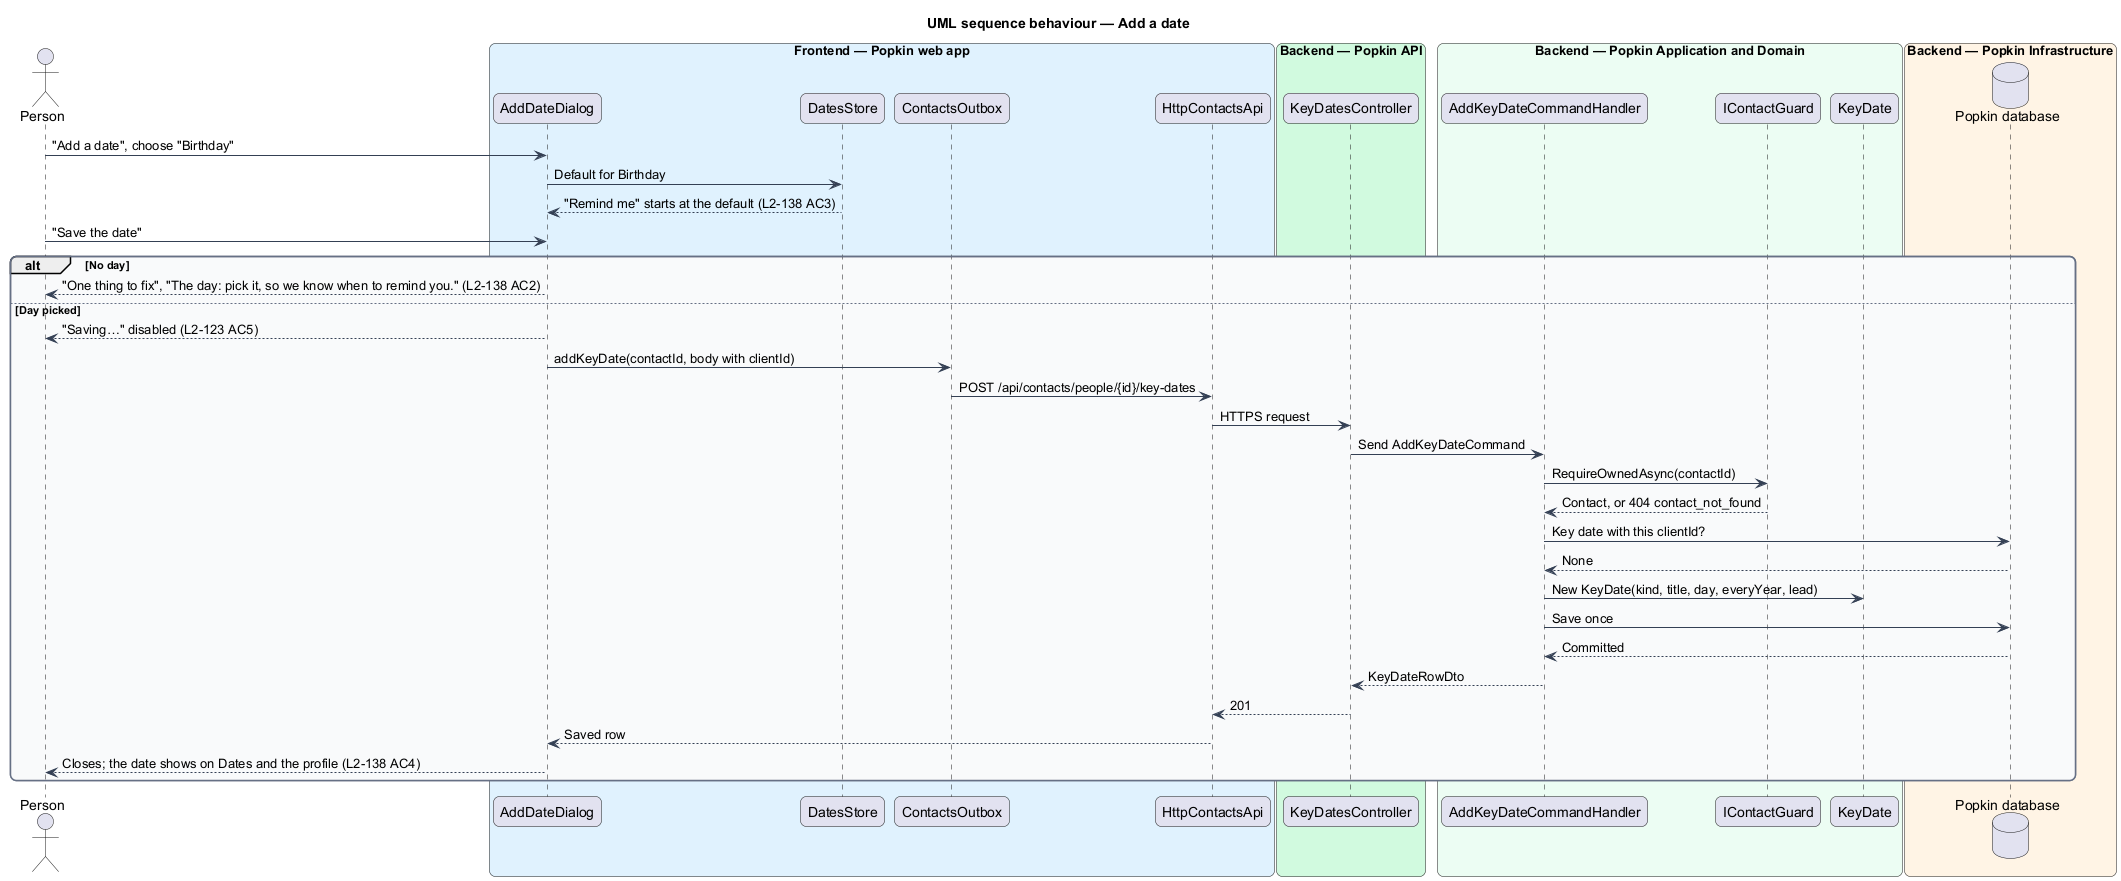 UML sequence behaviour — Add a date
Frontend — Popkin web app
Backend — Popkin API
Backend — Popkin Application and Domain
Backend — Popkin Infrastructure
Person
AddDateDialog
DatesStore
ContactsOutbox
HttpContactsApi
KeyDatesController
AddKeyDateCommandHandler
IContactGuard
KeyDate
Popkin database
"Add a date", choose "Birthday"
Default for Birthday
"Remind me" starts at the default (L2-138 AC3)
"Save the date"
alt
[No day]
"One thing to fix", "The day: pick it, so we know when to remind you." (L2-138 AC2)
[Day picked]
"Saving…" disabled (L2-123 AC5)
addKeyDate(contactId, body with clientId)
POST /api/contacts/people/{id}/key-dates
HTTPS request
Send AddKeyDateCommand
RequireOwnedAsync(contactId)
Contact, or 404 contact_not_found
Key date with this clientId?
None
New KeyDate(kind, title, day, everyYear, lead)
Save once
Committed
KeyDateRowDto
201
Saved row
Closes; the date shows on Dates and the profile (L2-138 AC4)
Person
AddDateDialog
DatesStore
ContactsOutbox
HttpContactsApi
KeyDatesController
AddKeyDateCommandHandler
IContactGuard
KeyDate
Popkin database